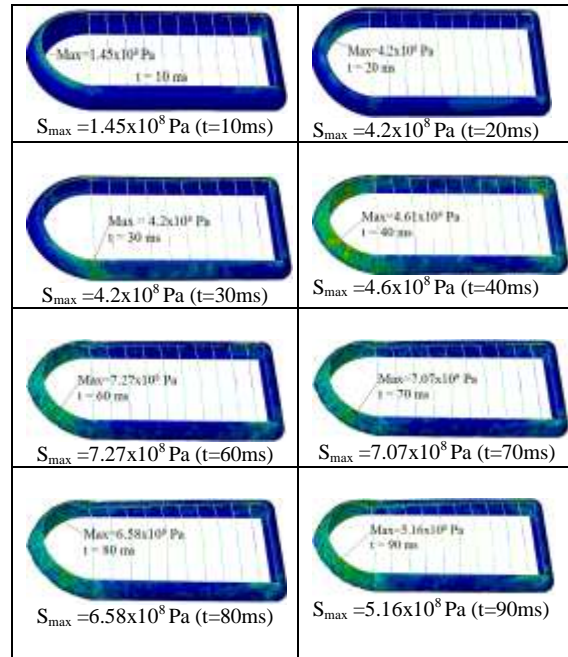 Max=1.45x10⁸ Pa
t = 10 ms
Sₘₐₓ =1.45x10⁸ Pa (t=10ms)
Max=4.2x10⁸ Pa
t = 20 ms
Sₘₐₓ =4.2x10⁸ Pa (t=20ms)
Max = 4.2x10⁸ Pa
t = 30 ms
Sₘₐₓ =4.2x10⁸ Pa (t=30ms)
Max=4.61x10⁸ Pa
t = 40 ms
Sₘₐₓ =4.6x10⁸ Pa (t=40ms)
Max=7.27x10⁸ Pa
t = 60 ms
Sₘₐₓ =7.27x10⁸ Pa (t=60ms)
Max=7.07x10⁸ Pa
t = 70 ms
Sₘₐₓ =7.07x10⁸ Pa (t=70ms)
Max=6.58x10⁸ Pa
t = 80 ms
Sₘₐₓ =6.58x10⁸ Pa (t=80ms)
Max=5.16x10⁸ Pa
t = 90 ms
Sₘₐₓ =5.16x10⁸ Pa (t=90ms)